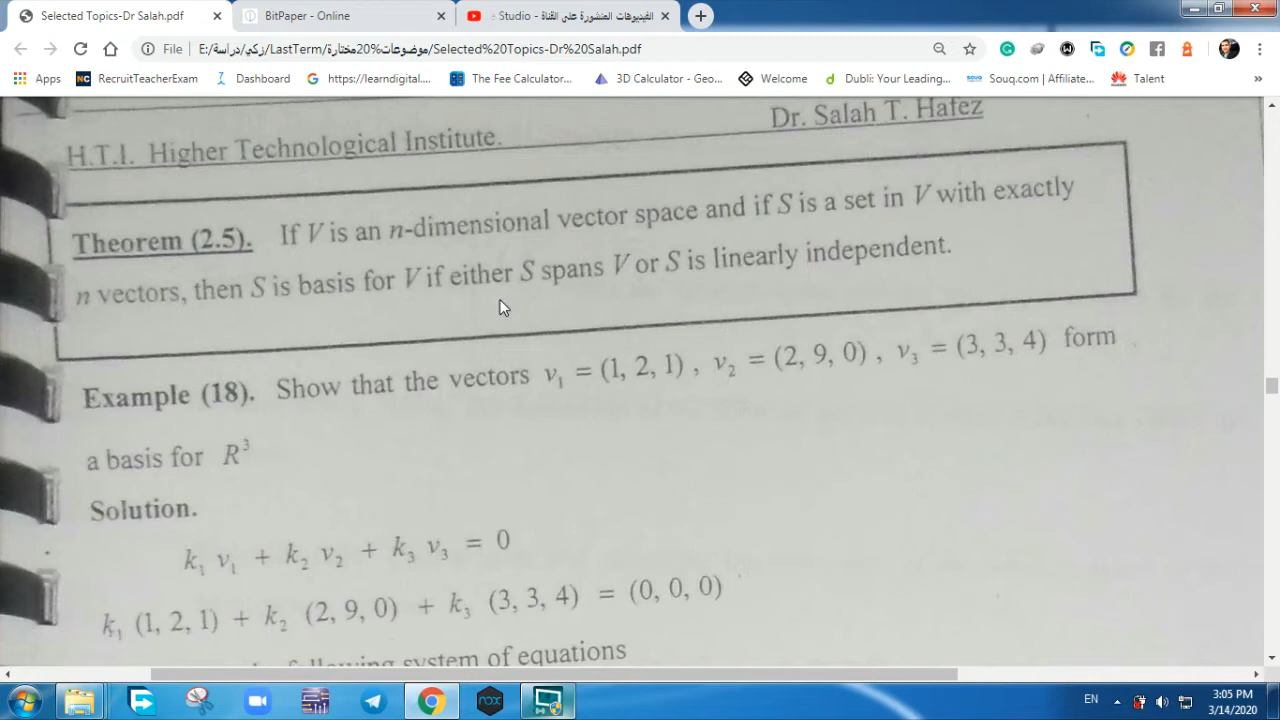 Selected Topics-Dr Salah.pdf
BitPaper - Online
الفيديوهات المنشورة على القناة - Studio
File
E:/دراسة/زكي/LastTerm/موضوعات%20مختارة/Selected%20Topics-Dr%20Salah.pdf
Apps
RecruitTeacherExam
Dashboard
https://learndigital....
The Fee Calculator...
3D Calculator - Geo...
Welcome
Dubli: Your Leading...
Souq.com | Affiliate...
Talent
H.T.I. Higher Technological Institute.
Dr. Salah T. Hafez
Theorem (2.5). If V is an n-dimensional vector space and if S is a set in V with exactly
n vectors, then S is basis for V if either S spans V or S is linearly independent.
Example (18). Show that the vectors v₁ = (1, 2, 1) , v₂ = (2, 9, 0) , v₃ = (3, 3, 4) form
a basis for R³
Solution.
k₁ v₁ + k₂ v₂ + k₃ v₃ = 0
k₁ (1, 2, 1) + k₂ (2, 9, 0) + k₃ (3, 3, 4) = (0, 0, 0)
following system of equations
EN
3:05 PM
3/14/2020